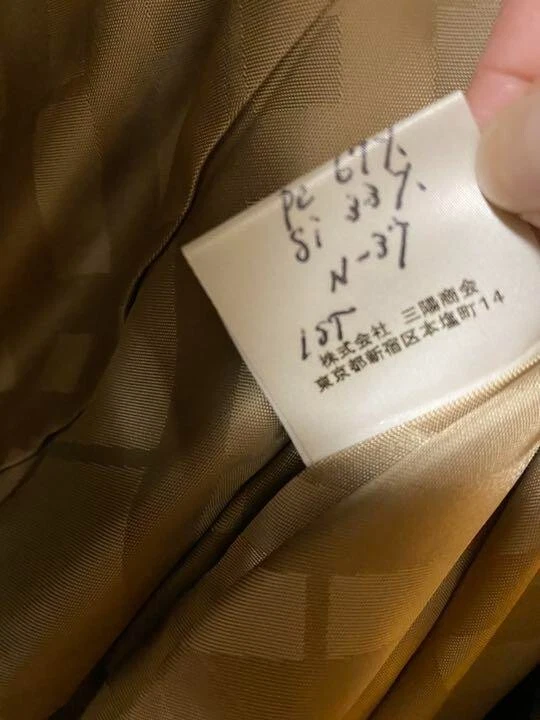 Pe 67%.
Si 33%.
N-37
1ST
株式会社 三陽商会
東京都新宿区本塩町14